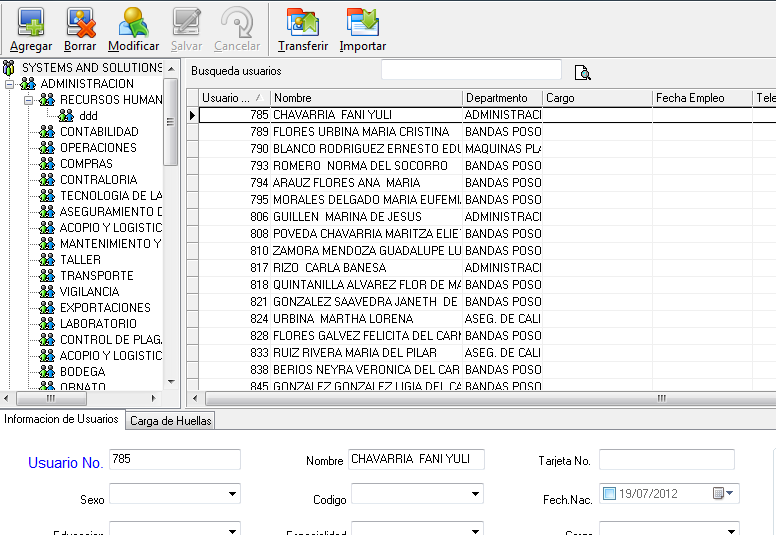 Agregar Borrar Modificar Salvar Cancelar Transferir Importar
SYSTEMS AND SOLUTIONS
ADMINISTRACION
RECURSOS HUMAN
ddd
CONTABILIDAD
OPERACIONES
COMPRAS
CONTRALORIA
TECNOLOGIA DE LA
ASEGURAMIENTO D
ACOPIO Y LOGISTIC
MANTENIMIENTO Y
TALLER
TRANSPORTE
VIGILANCIA
EXPORTACIONES
LABORATORIO
CONTROL DE PLAG
ACOPIO Y LOGISTIC
BODEGA
ORNATO
Busqueda usuarios
Usuario ... Nombre Departmento Cargo Fecha Empleo Tele
785 CHAVARRIA FANI YULI ADMINISTRACI
789 FLORES URBINA MARIA CRISTINA BANDAS POSO
790 BLANCO RODRIGUEZ ERNESTO EDU MAQUINAS PLA
793 ROMERO NORMA DEL SOCORRO BANDAS POSO
794 ARAUZ FLORES ANA MARIA BANDAS POSO
795 MORALES DELGADO MARIA EUFEMIA BANDAS POSO
806 GUILLEN MARINA DE JESUS ADMINISTRACI
808 POVEDA CHAVARRIA MARITZA ELIE BANDAS POSO
810 ZAMORA MENDOZA GUADALUPE LU BANDAS POSO
817 RIZO CARLA BANESA ADMINISTRACI
818 QUINTANILLA ALVAREZ FLOR DE MA BANDAS POSO
821 GONZALEZ SAAVEDRA JANETH DE BANDAS POSO
824 URBINA MARTHA LORENA ASEG. DE CALI
828 FLORES GALVEZ FELICITA DEL CARM BANDAS POSO
833 RUIZ RIVERA MARIA DEL PILAR ASEG. DE CALI
838 BERIOS NEYRA VERONICA DEL CAR BANDAS POSO
845 GONZALEZ GONZALEZ LIGIA DEL CA BANDAS POSO
Informacion de Usuarios Carga de Huellas
Usuario No. 785 Nombre CHAVARRIA FANI YULI Tarjeta No.
Sexo Codigo Fech.Nac. 19/07/2012
Educacion Especialidad Cargo